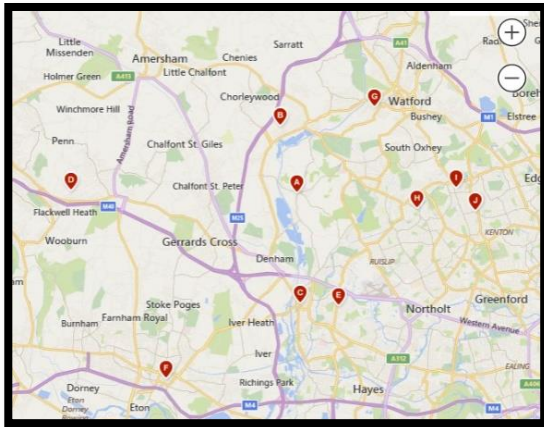 Little
Missenden
Holmer Green
A413
Amersham
Little Chalfont
Chenies
Sarratt
A41
Aldenham
Chorleywood
Winchmore Hill
Amersham Road
G
Watford
Bushey
M1
Elstree
B
Penn
Chalfont St. Giles
South Oxhey
D
Chalfont St. Peter
A
I
Flackwell Heath
M40
M25
H
J
Wooburn
Gerrards Cross
KENTON
Denham
RUISLIP
C
E
Stoke Poges
Northolt
Greenford
Burnham
Farnham Royal
Iver Heath
Western Avenue
Iver
A312
EALING
F
Dorney
Richings Park
Hayes
Eton
Dorney
Eton
M4
M4